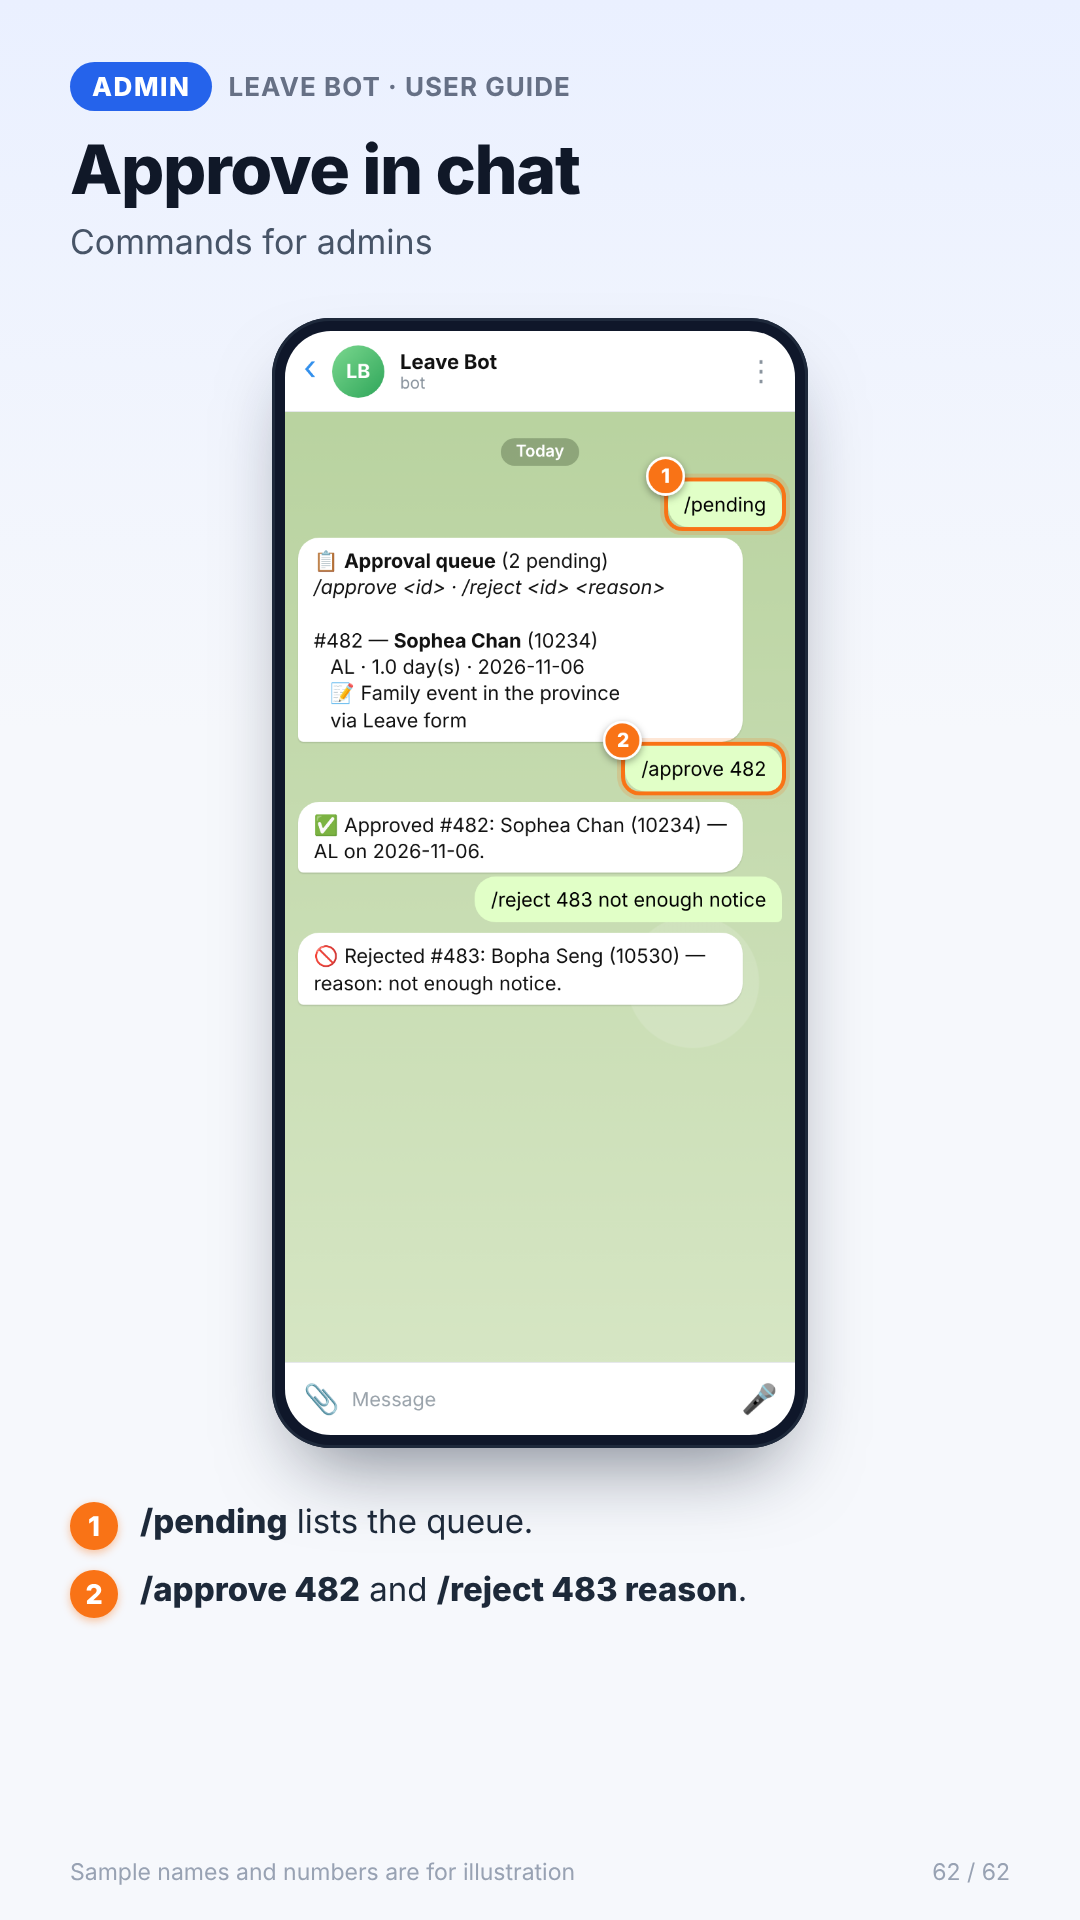 ADMIN LEAVE BOT · USER GUIDE
Approve in chat
Commands for admins
‹ LB Leave Bot
bot
Today
1
/pending
📋 Approval queue (2 pending)
/approve <id> · /reject <id> <reason>
#482 — Sophea Chan (10234)
AL · 1.0 day(s) · 2026-11-06
📝 Family event in the province
via Leave form
2
/approve 482
✅ Approved #482: Sophea Chan (10234) —
AL on 2026-11-06.
/reject 483 not enough notice
🚫 Rejected #483: Bopha Seng (10530) —
reason: not enough notice.
Message
1 /pending lists the queue.
2 /approve 482 and /reject 483 reason.
Sample names and numbers are for illustration
62 / 62